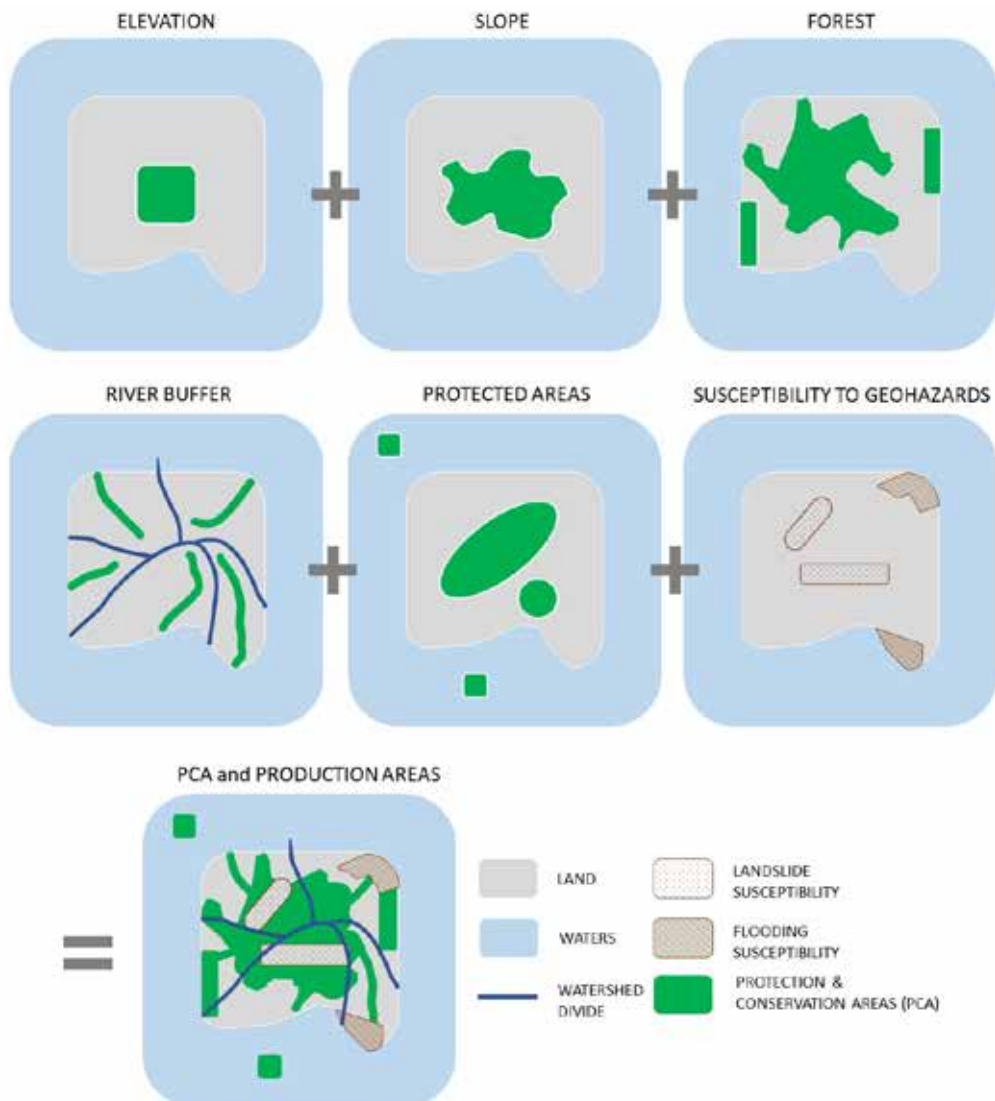 ELEVATION
SLOPE
FOREST
RIVER BUFFER
PROTECTED AREAS
SUSCEPTIBILITY TO GEOHAZARDS
PCA and PRODUCTION AREAS
LAND
LANDSLIDE
SUSCEPTIBILITY
WATERS
FLOODING
SUSCEPTIBILITY
WATERSHED
DIVIDE
PROTECTION &
CONSERVATION AREAS (PCA)